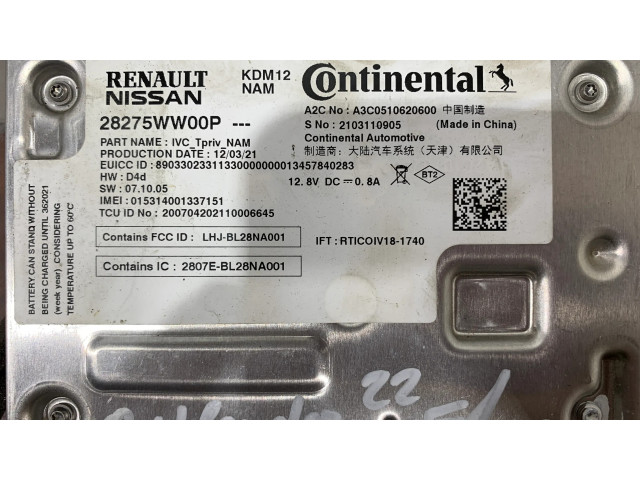 RENAULT
NISSAN
KDM12
NAM
Continental
28275WW00P ---
A2C No : A3C0510620600 中国制造
S No : 2103110905 (Made in China)
Continental Automotive
制造商：大陆汽车系统（天津）有限公司
PART NAME : IVC_Tpriv_NAM
PRODUCTION DATE : 12/03/21
EUICC ID : 89033023311330000000013457840283
HW : D4d
12.8V DC 0.8A
BT2
SW : 07.10.05
IMEI : 015314001337151
TCU ID No : 200704202110006645
Contains FCC ID : LHJ-BL28NA001
IFT : RTICOIV18-1740
Contains IC : 2807E-BL28NA001
BATTERY CAN STAND WITHOUT
BEING CHARGED UNTIL 362021
(week year) ,CONSIDERING
TEMPERATURE UP TO 60°C
22